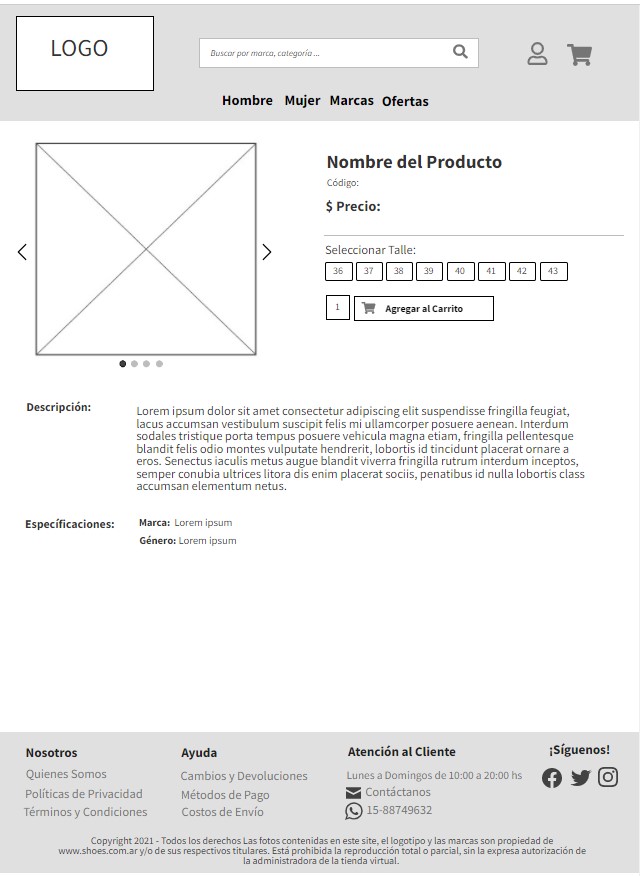 LOGO
Buscar por marca, categoría ...
Hombre Mujer Marcas Ofertas
Nombre del Producto
Código:
$ Precio:
Seleccionar Talle:
36 37 38 39 40 41 42 43
1 Agregar al Carrito
Descripción:
Lorem ipsum dolor sit amet consectetur adipiscing elit suspendisse fringilla feugiat,
lacus accumsan vestibulum suscipit felis mi ullamcorper posuere aenean. Interdum
sodales tristique porta tempus posuere vehicula magna etiam, fringilla pellentesque
blandit felis odio montes vulputate hendrerit, lobortis id tincidunt placerat ornare a
eros. Senectus iaculis metus augue blandit viverra fringilla rutrum interdum inceptos,
semper conubia ultrices litora dis enim placerat sociis, penatibus id nulla lobortis class
accumsan elementum netus.
Específicaciones:
Marca: Lorem ipsum
Género: Lorem ipsum
Nosotros
Quienes Somos
Políticas de Privacidad
Términos y Condiciones
Ayuda
Cambios y Devoluciones
Métodos de Pago
Costos de Envío
Atención al Cliente
Lunes a Domingos de 10:00 a 20:00 hs
Contáctanos
15-88749632
¡Síguenos!
Copyright 2021 - Todos los derechos Las fotos contenidas en este site, el logotipo y las marcas son propiedad de
www.shoes.com.ar y/o de sus respectivos titulares. Está prohibida la reproducción total o parcial, sin la expresa autorización de
la administradora de la tienda virtual.